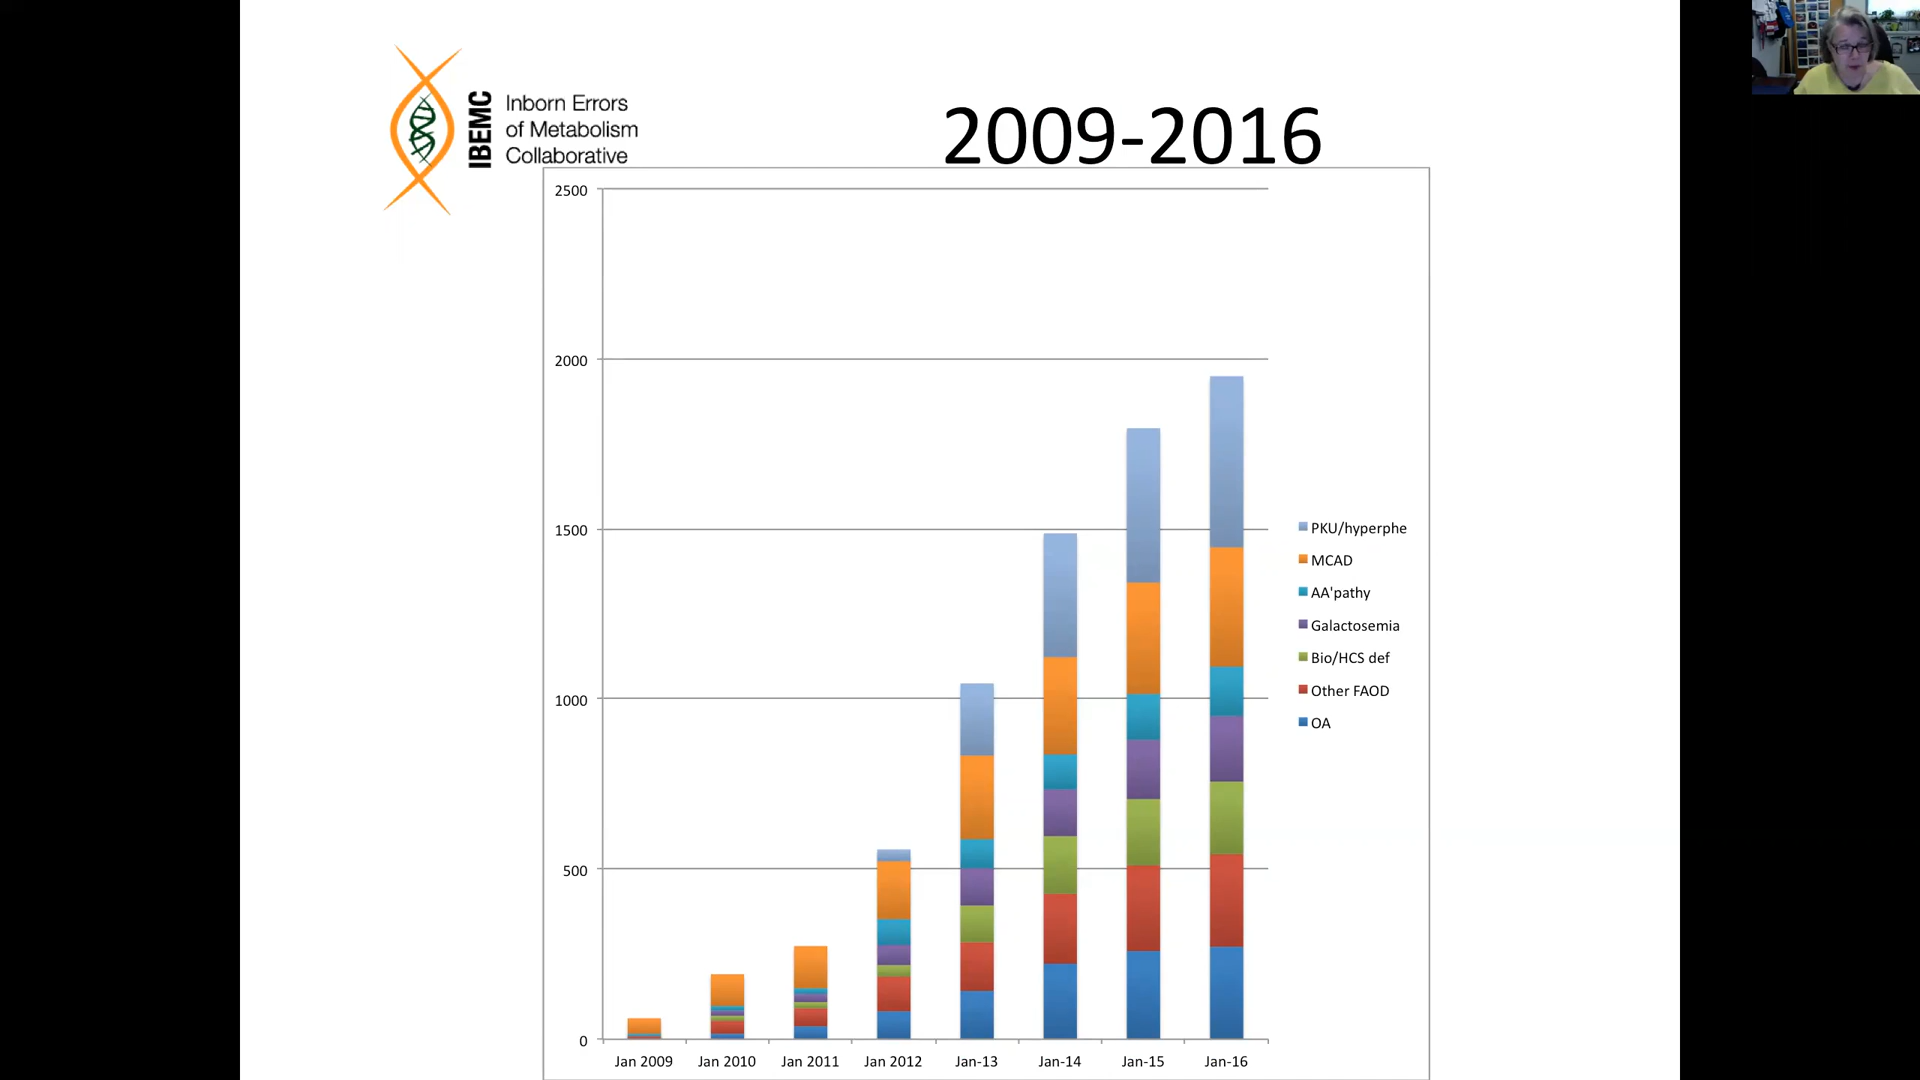 IBEMC
Inborn Errors
of Metabolism
Collaborative
2009-2016
2500
2000
1500
1000
500
0
Jan 2009
Jan 2010
Jan 2011
Jan 2012
Jan-13
Jan-14
Jan-15
Jan-16
PKU/hyperphe
MCAD
AA'pathy
Galactosemia
Bio/HCS def
Other FAOD
OA